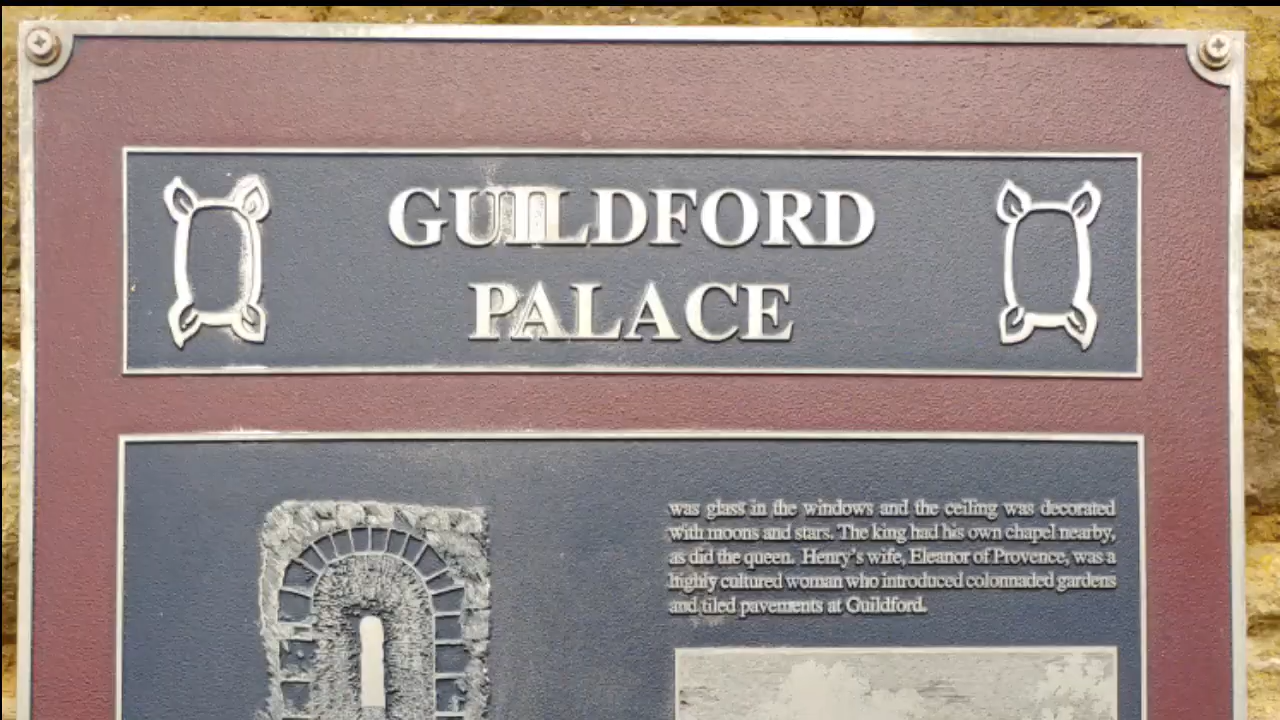 GUILDFORD
PALACE
was glass in the windows and the ceiling was decorated
with moons and stars. The king had his own chapel nearby,
as did the queen. Henry's wife, Eleanor of Provence, was a
highly cultured woman who introduced colonnaded gardens
and tiled pavements at Guildford.